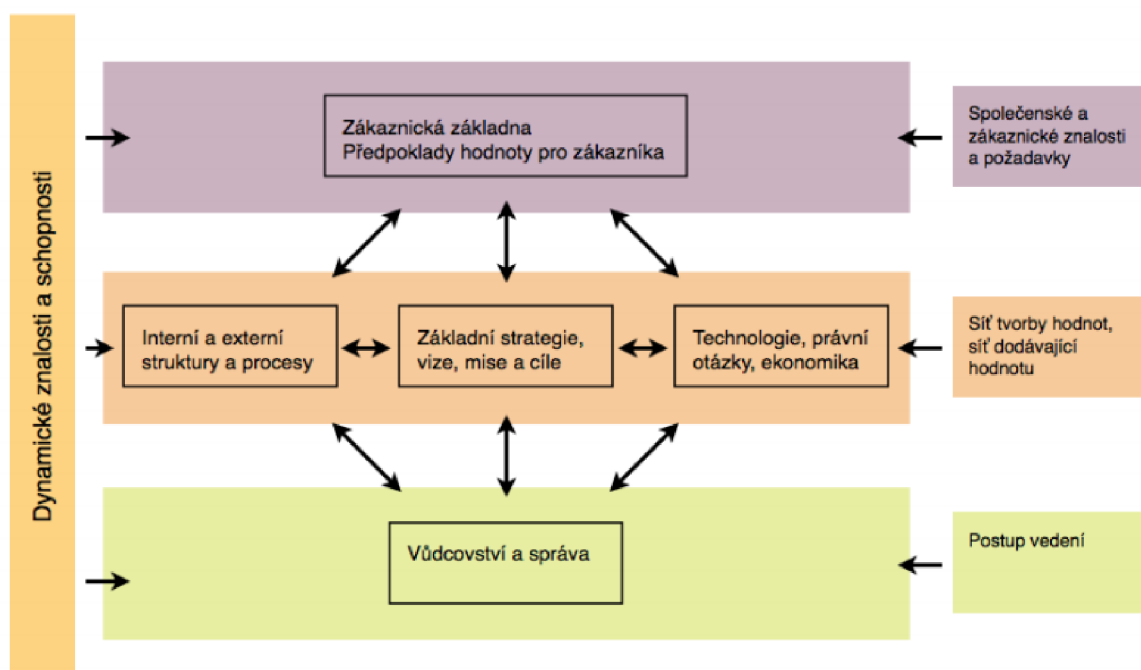 Dynamické znalosti a schopnosti
Zákaznická základna
Předpoklady hodnoty pro zákazníka
Společenské a
zákaznické znalosti
a požadavky
Interní a externí
struktury a procesy
Základní strategie,
vize, mise a cíle
Technologie, právní
otázky, ekonomika
Síť tvorby hodnot,
síť dodávající
hodnotu
Vůdcovství a správa
Postup vedení